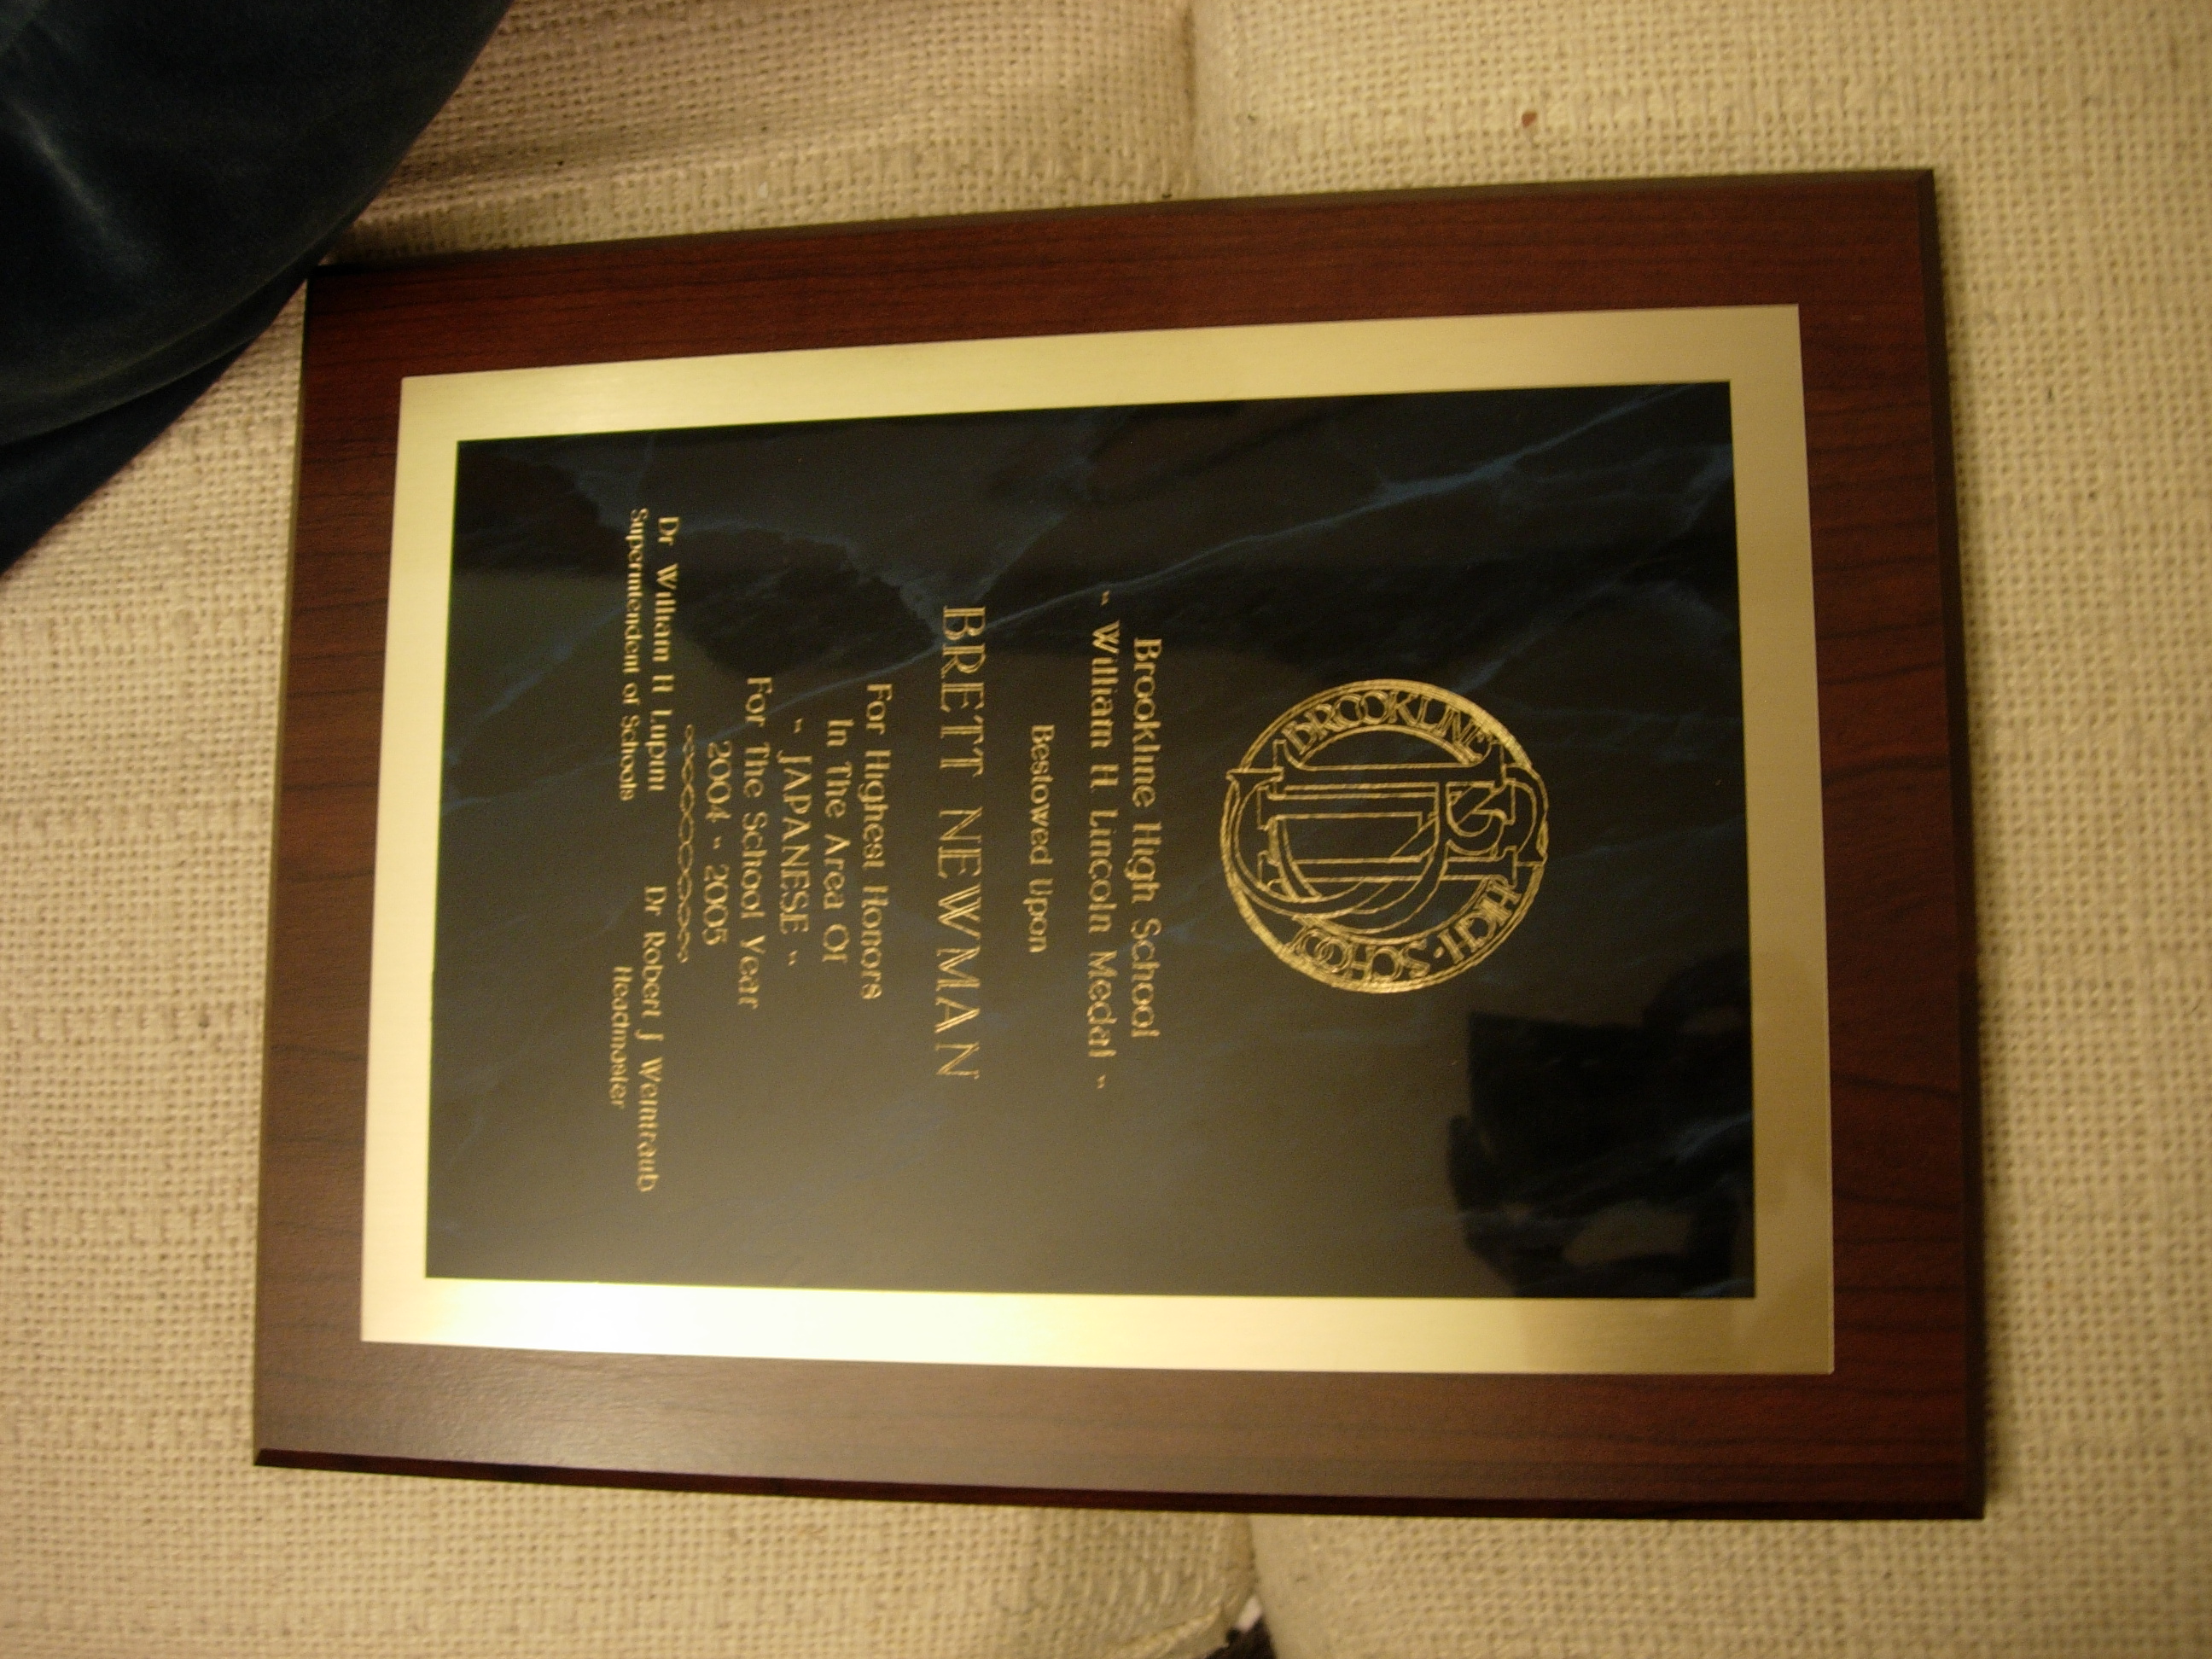 BROOKLINE HIGH · SCHOOL
BHS
Brookline High School
~ William H. Lincoln Medal ~
Bestowed Upon
BRETT NEWMAN
For Highest Honors
In The Area Of
~ JAPANESE ~
For The School Year
2004 - 2005
Dr. William H. Lupini
Superintendent of Schools
Dr. Robert J. Weintraub
Headmaster